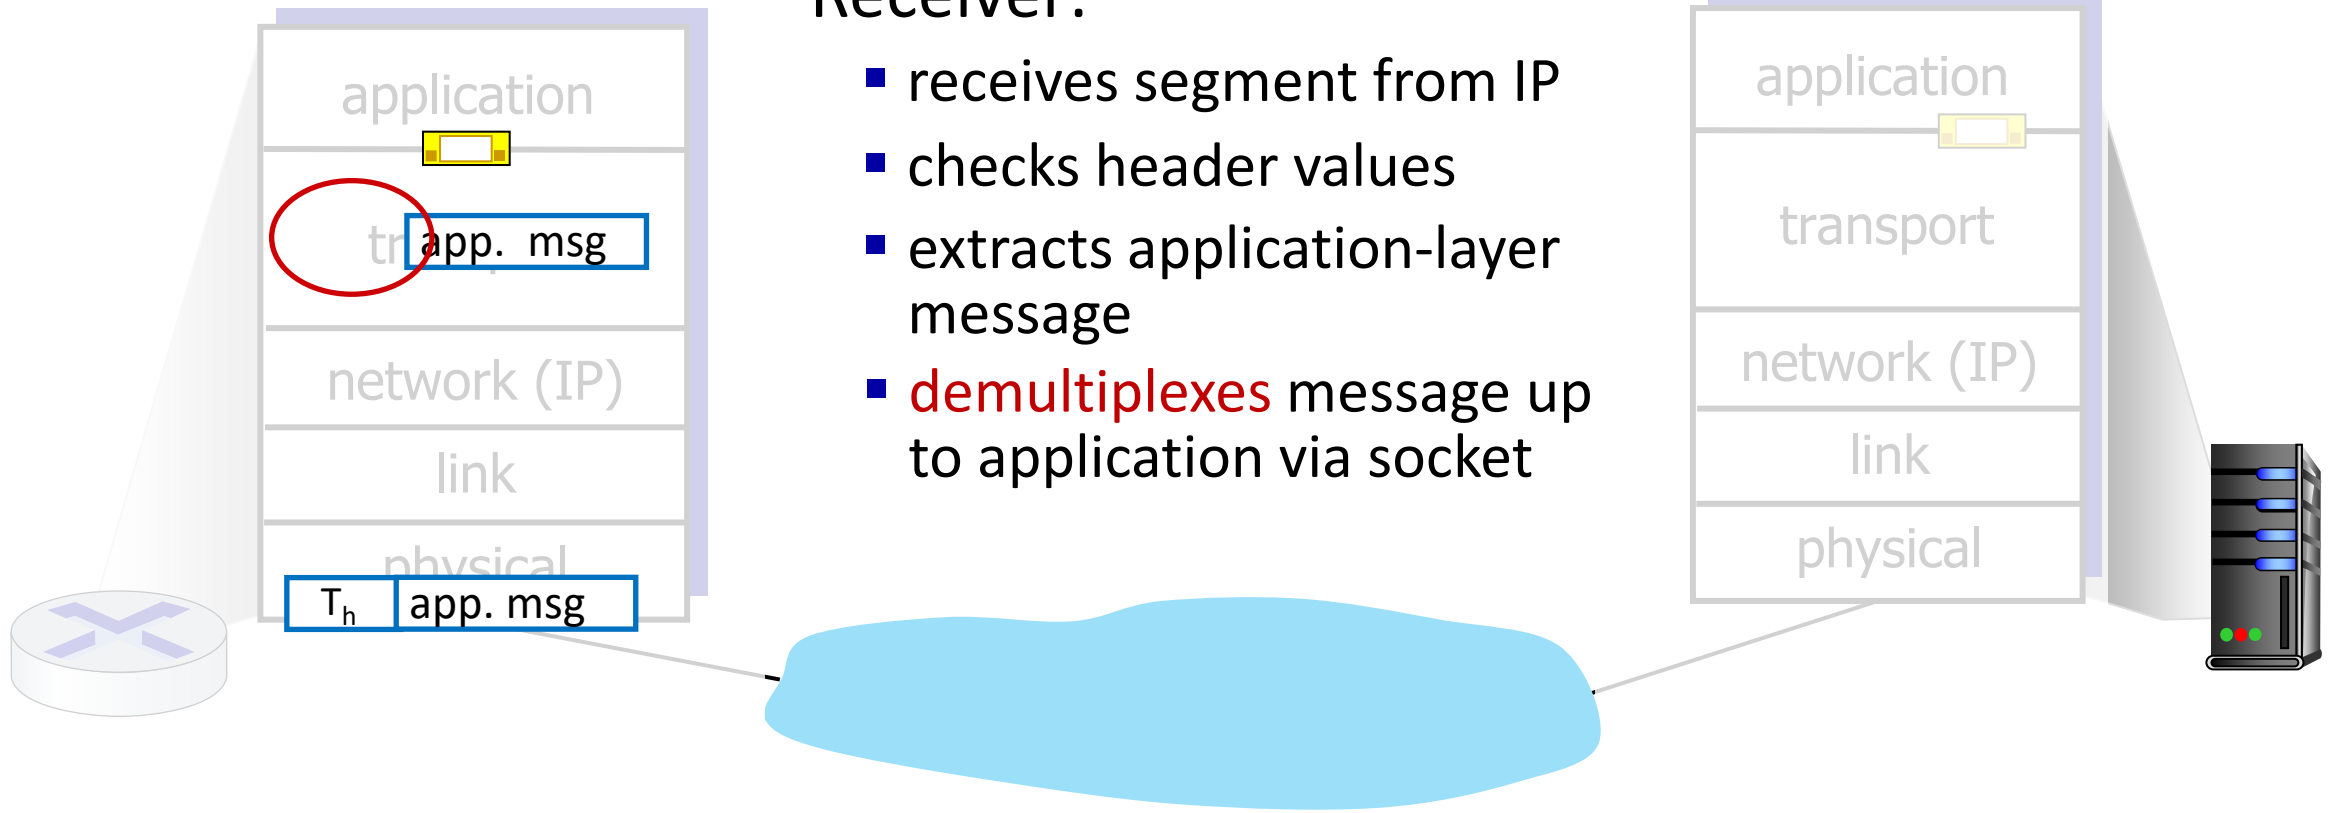 application
app. msg
network (IP)
link
physical
T_h app. msg
Receiver:
receives segment from IP
checks header values
extracts application-layer
message
demultiplexes message up
to application via socket
application
transport
network (IP)
link
physical